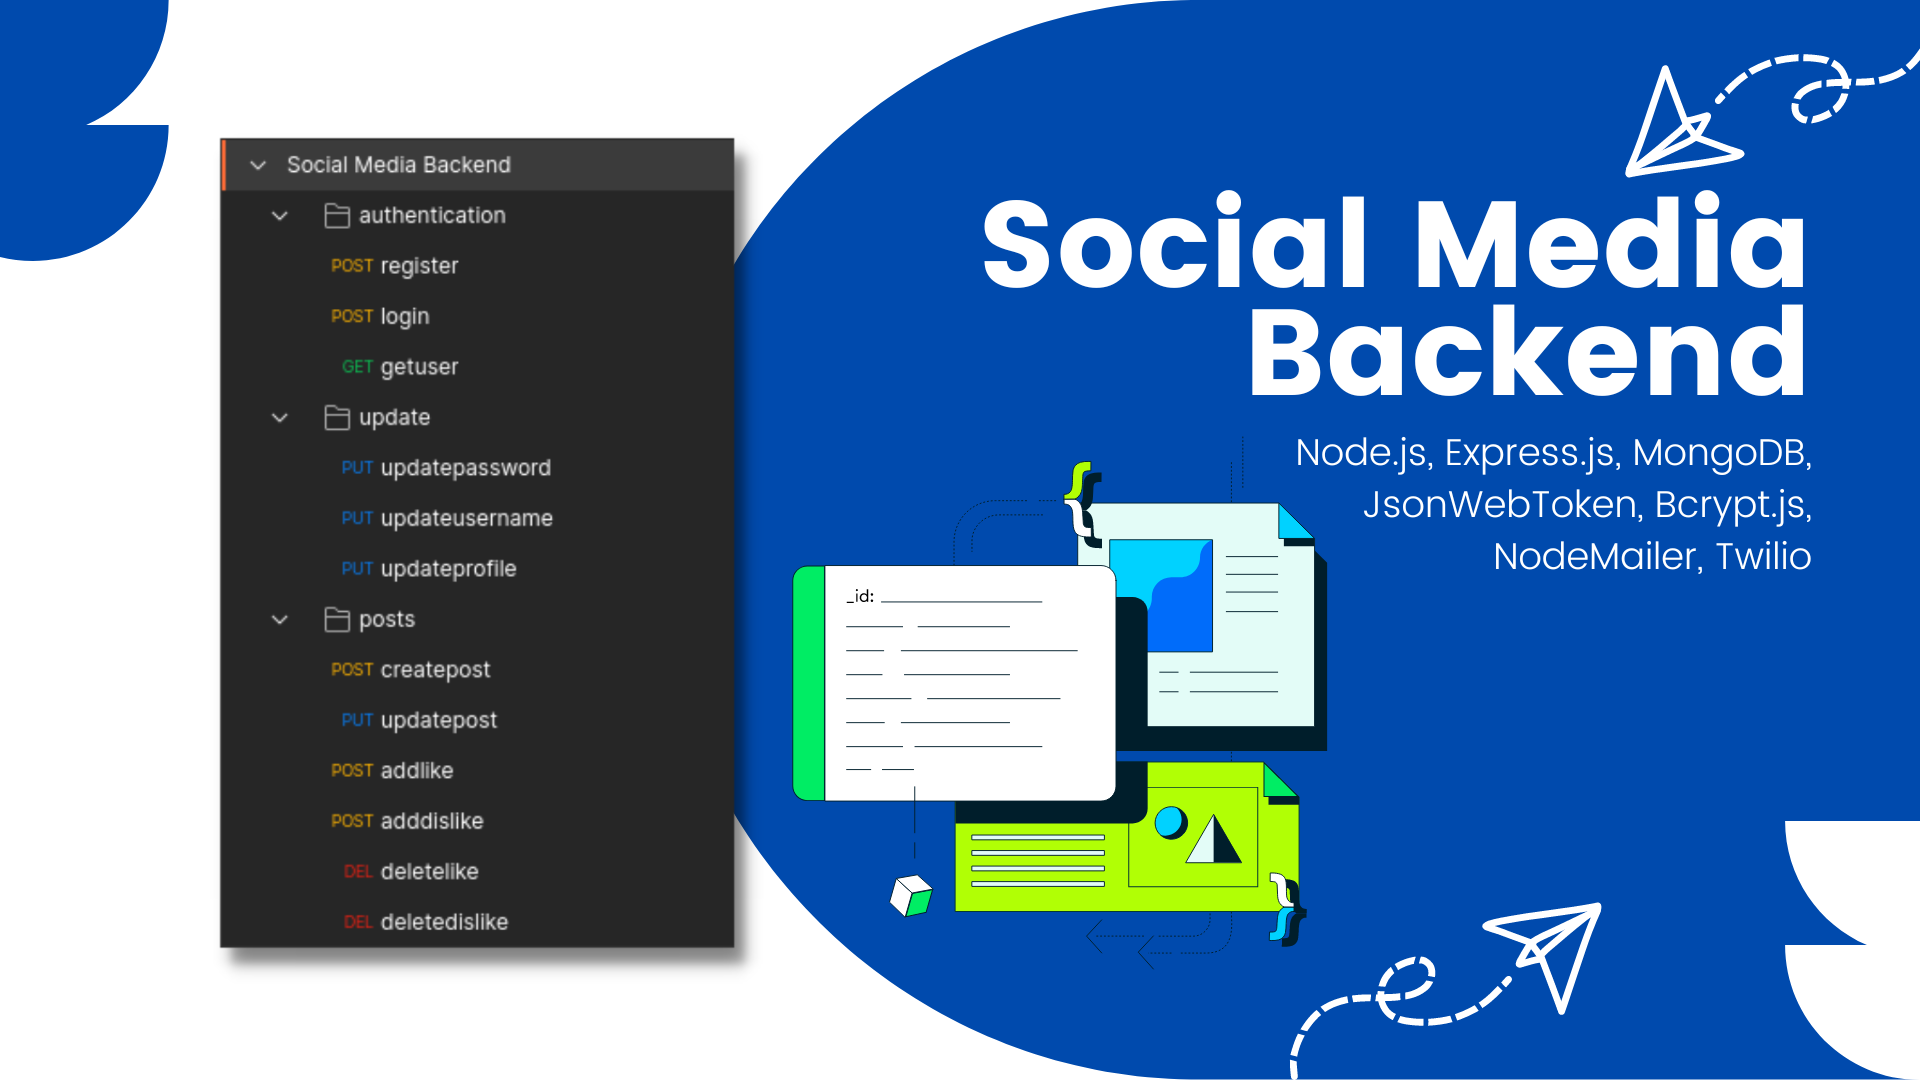 Social Media Backend
authentication
POST register
POST login
GET getuser
update
PUT updatepassword
PUT updateusername
PUT updateprofile
posts
POST createpost
PUT updatepost
POST addlike
POST adddislike
DEL deletelike
DEL deletedislike
Social Media
Backend
Node.js, Express.js, MongoDB,
JsonWebToken, Bcrypt.js,
NodeMailer, Twilio
_id: